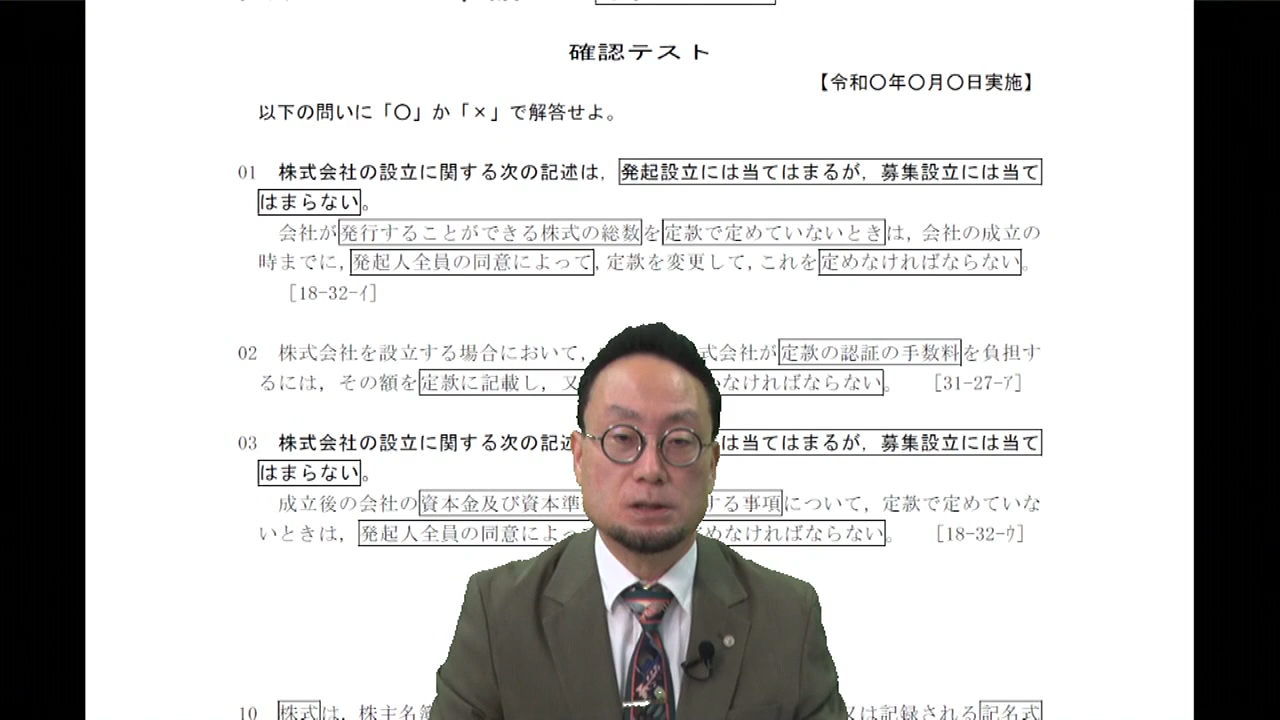 確認テスト
【令和〇年〇月〇日実施】
以下の問いに「〇」か「×」で解答せよ。
01 株式会社の設立に関する次の記述は，発起設立には当てはまるが，募集設立には当て
はまらない。
会社が発行することができる株式の総数を定款で定めていないときは，会社の成立の
時までに，発起人全員の同意によって，定款を変更して，これを定めなければならない。
［18-32-ｲ］
02 株式会社を設立する場合において， 式会社が定款の認証の手数料を負担す
るには，その額を定款に記載し，又 なければならない。 ［31-27-ｱ］
03 株式会社の設立に関する次の記述 は当てはまるが，募集設立には当て
はまらない。
成立後の会社の資本金及び資本準 する事項について，定款で定めていな
いときは，発起人全員の同意によっ めなければならない。 ［18-32-ｳ］
10 株式は，株主名簿 又は記録される記名式